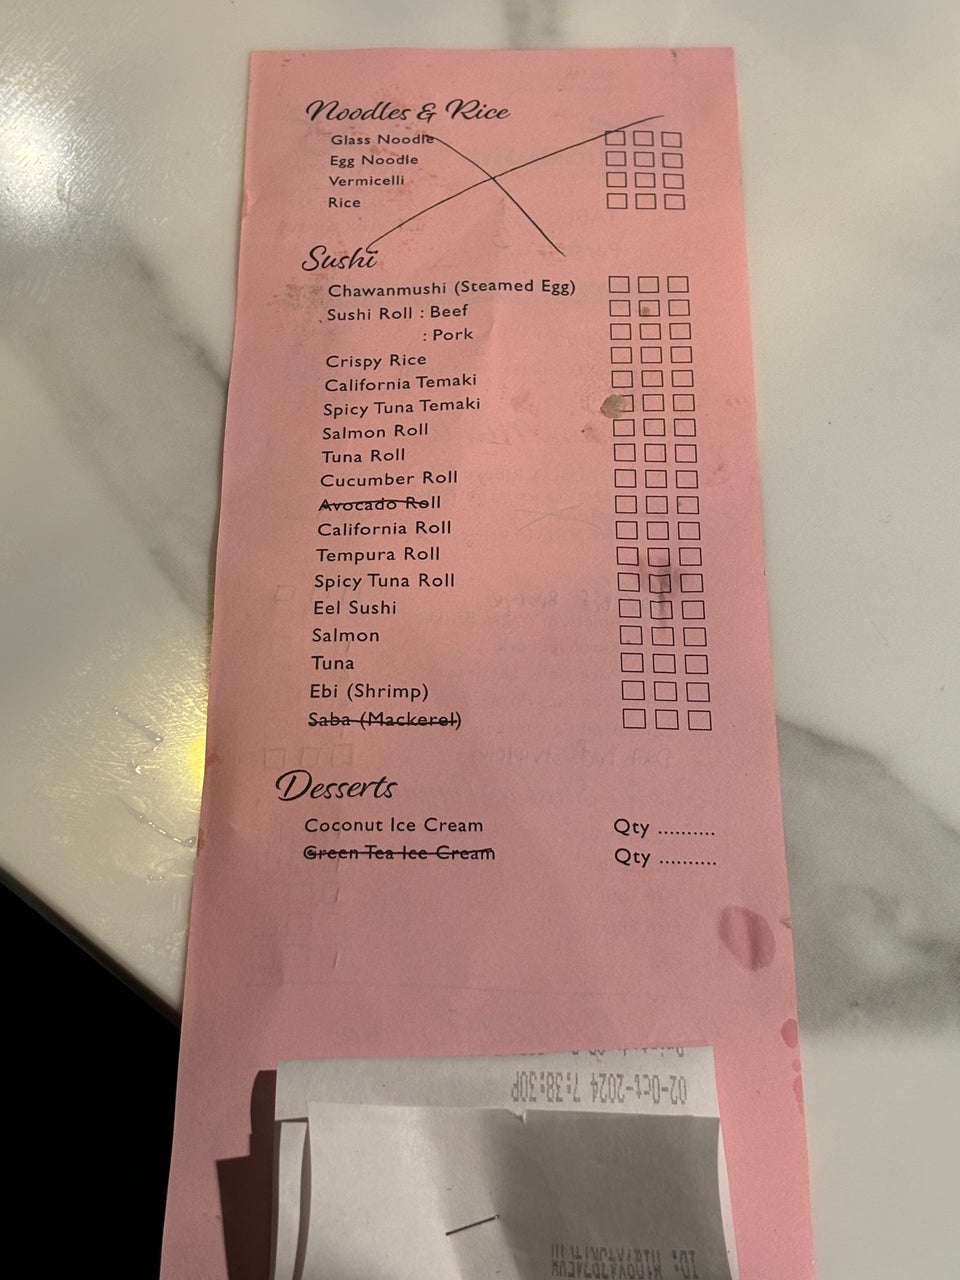 Noodles & Rice
Glass Noodle
Egg Noodle
Vermicelli
Rice
Sushi
Chawanmushi (Steamed Egg)
Sushi Roll : Beef
: Pork
Crispy Rice
California Temaki
Spicy Tuna Temaki
Salmon Roll
Tuna Roll
Cucumber Roll
Avocado Roll
California Roll
Tempura Roll
Spicy Tuna Roll
Eel Sushi
Salmon
Tuna
Ebi (Shrimp)
Saba (Mackerel)
Desserts
Coconut Ice Cream Qty ..........
Green Tea Ice Cream Qty ..........
02-Oct-2024 7:38:30P